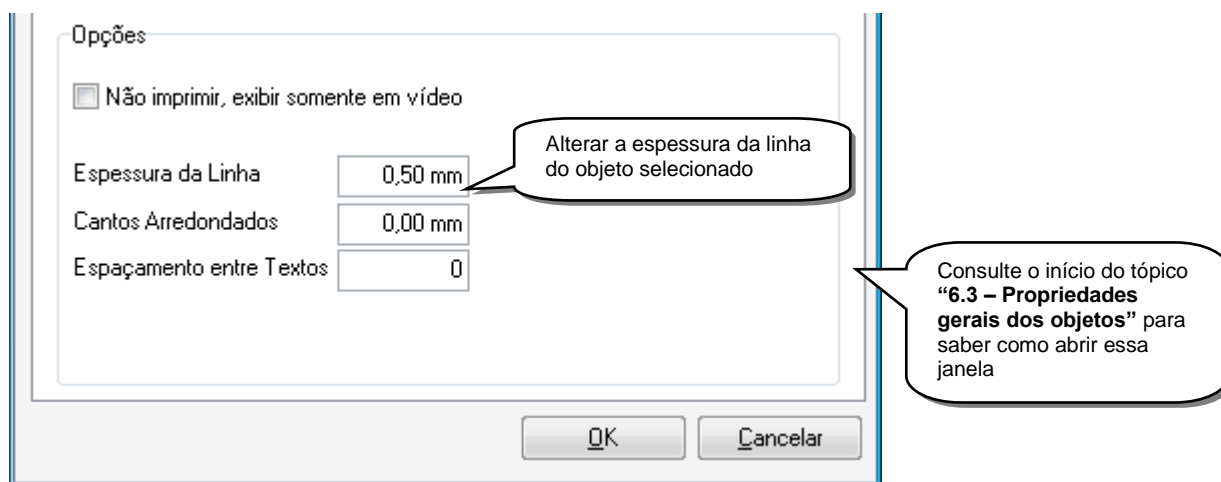 Opções
Não imprimir, exibir somente em vídeo
Espessura da Linha 0,50 mm
Cantos Arredondados 0,00 mm
Espaçamento entre Textos 0
Alterar a espessura da linha
do objeto selecionado
Consulte o início do tópico
“6.3 – Propriedades
gerais dos objetos” para
saber como abrir essa
janela
OK Cancelar